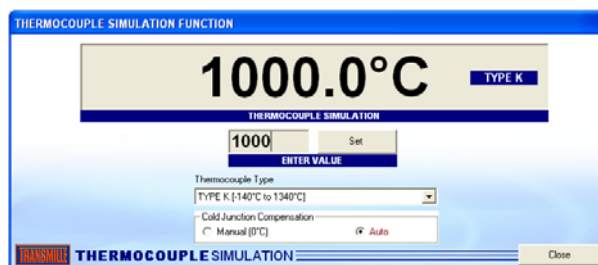 THERMOCOUPLE SIMULATION FUNCTION
1000.0°C
TYPE K
THERMOCOUPLE SIMULATION
1000
Set
ENTER VALUE
Thermocouple Type
TYPE K [-140°C to 1340°C]
Cold Junction Compensation
Manual (0°C)
Auto
TRANSMILLE THERMOCOUPLE SIMULATION
Close